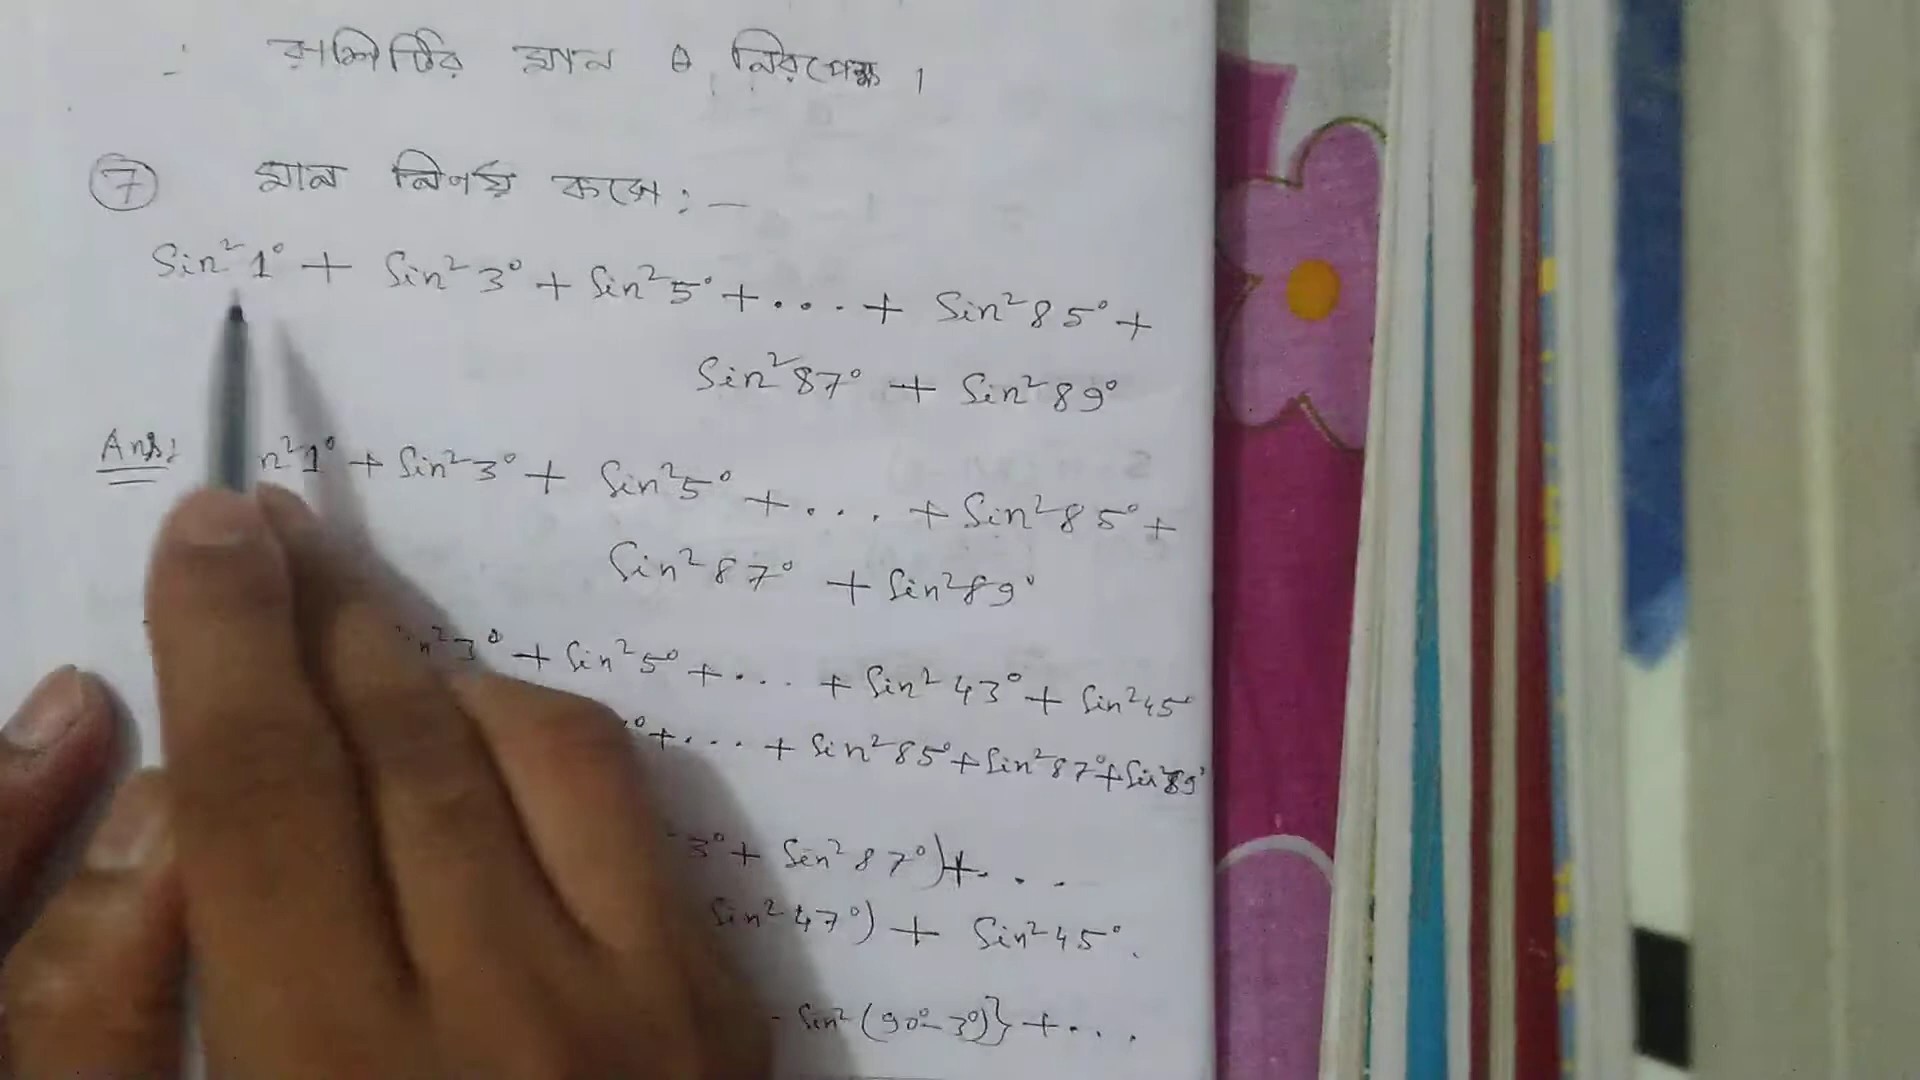 ∴ রাশিটির মান θ নিরপেক্ষ ।
⑦ মান নির্ণয় করো :—
Sin²1° + Sin²3° + Sin²5° + ... + Sin²85° +
Sin²87° + Sin²89°
Ans: n²1° + Sin²3° + Sin²5° + ... + Sin²85° +
Sin²87° + Sin²89°
n²3° + Sin²5° + ... + Sin²43° + Sin²45°
° + ... + Sin²85° + Sin²87° + Sin²89°
3° + Sin²87°) + ...
Sin²47°) + Sin²45°.
Sin²(90°-3°)} + ...